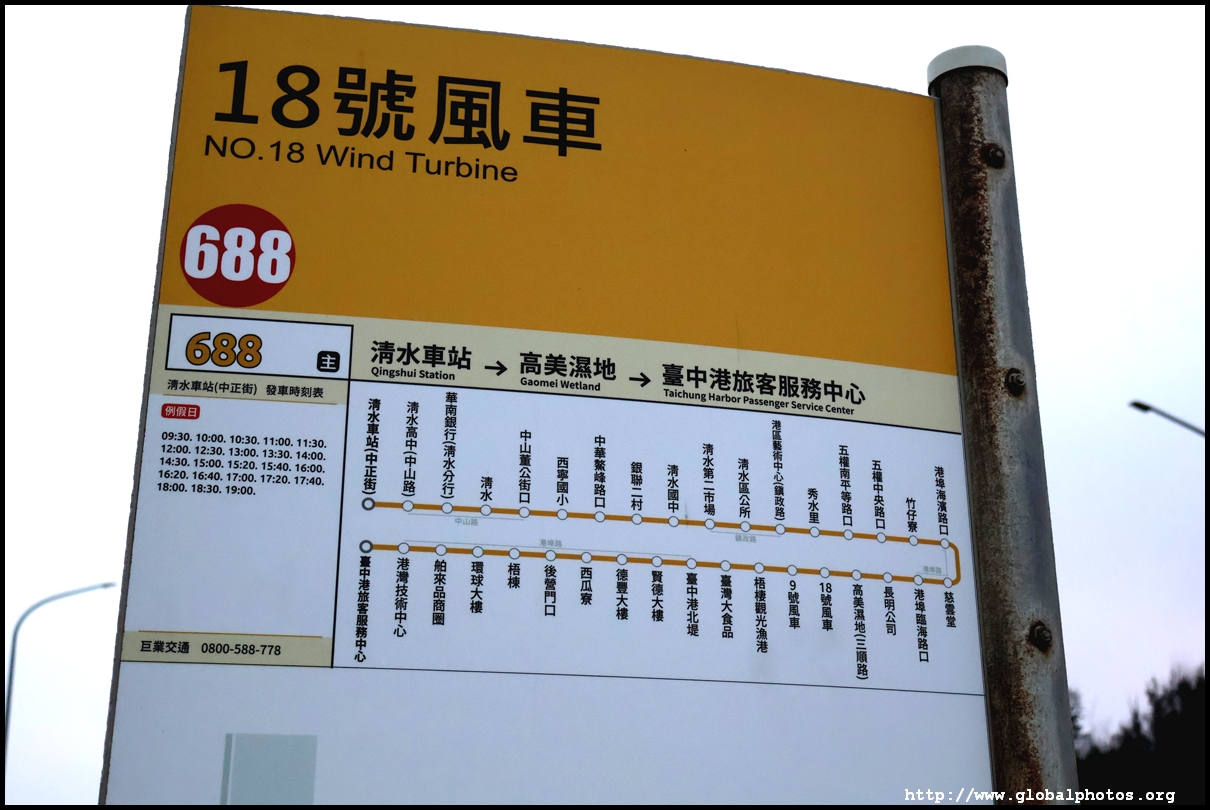 18號風車
NO.18 Wind Turbine
688
688 主
清水車站 → 高美濕地 → 臺中港旅客服務中心
Qingshui Station Gaomei Wetland Taichung Harbor Passenger Service Center
清水車站(中正街) 發車時刻表
例假日
09:30. 10:00. 10:30. 11:00. 11:30.
12:00. 12:30. 13:00. 13:30. 14:00.
14:30. 15:00. 15:20. 15:40. 16:00.
16:20. 16:40. 17:00. 17:20. 17:40.
18:00. 18:30. 19:00.
巨業交通 0800-588-778
清水車站(中正街)
清水高中(中山路)
華南銀行(清水分行)
清水
中山董公街口
西寧國小
中華鰲峰路口
銀聯二村
清水國中
清水第二市場
清水區公所
港區藝術中心(鎮政路)
秀水里
五權南平等路口
五權中央路口
竹仔寮
港埠海濱路口
中山路
鎮政路
港埠路
港埠路
臺中港旅客服務中心
港灣技術中心
舶來品商圈
環球大樓
梧棟
後營門口
西瓜寮
德豐大樓
賢德大樓
臺中港北堤
臺灣大食品
梧棲觀光漁港
9號風車
18號風車
高美濕地(三順路)
長明公司
港埠臨海路口
慈雲堂
http://www.globalphotos.org